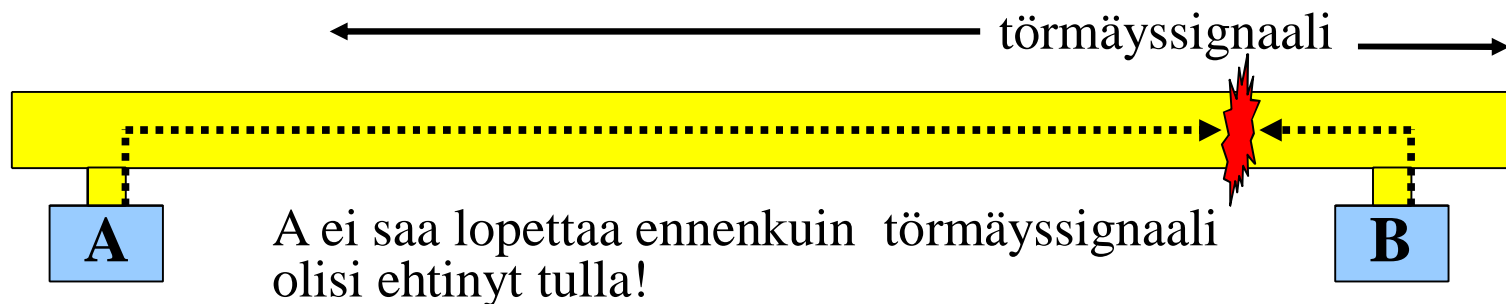 törmäyssignaali
A
A ei saa lopettaa ennenkuin törmäyssignaali
olisi ehtinyt tulla!
B